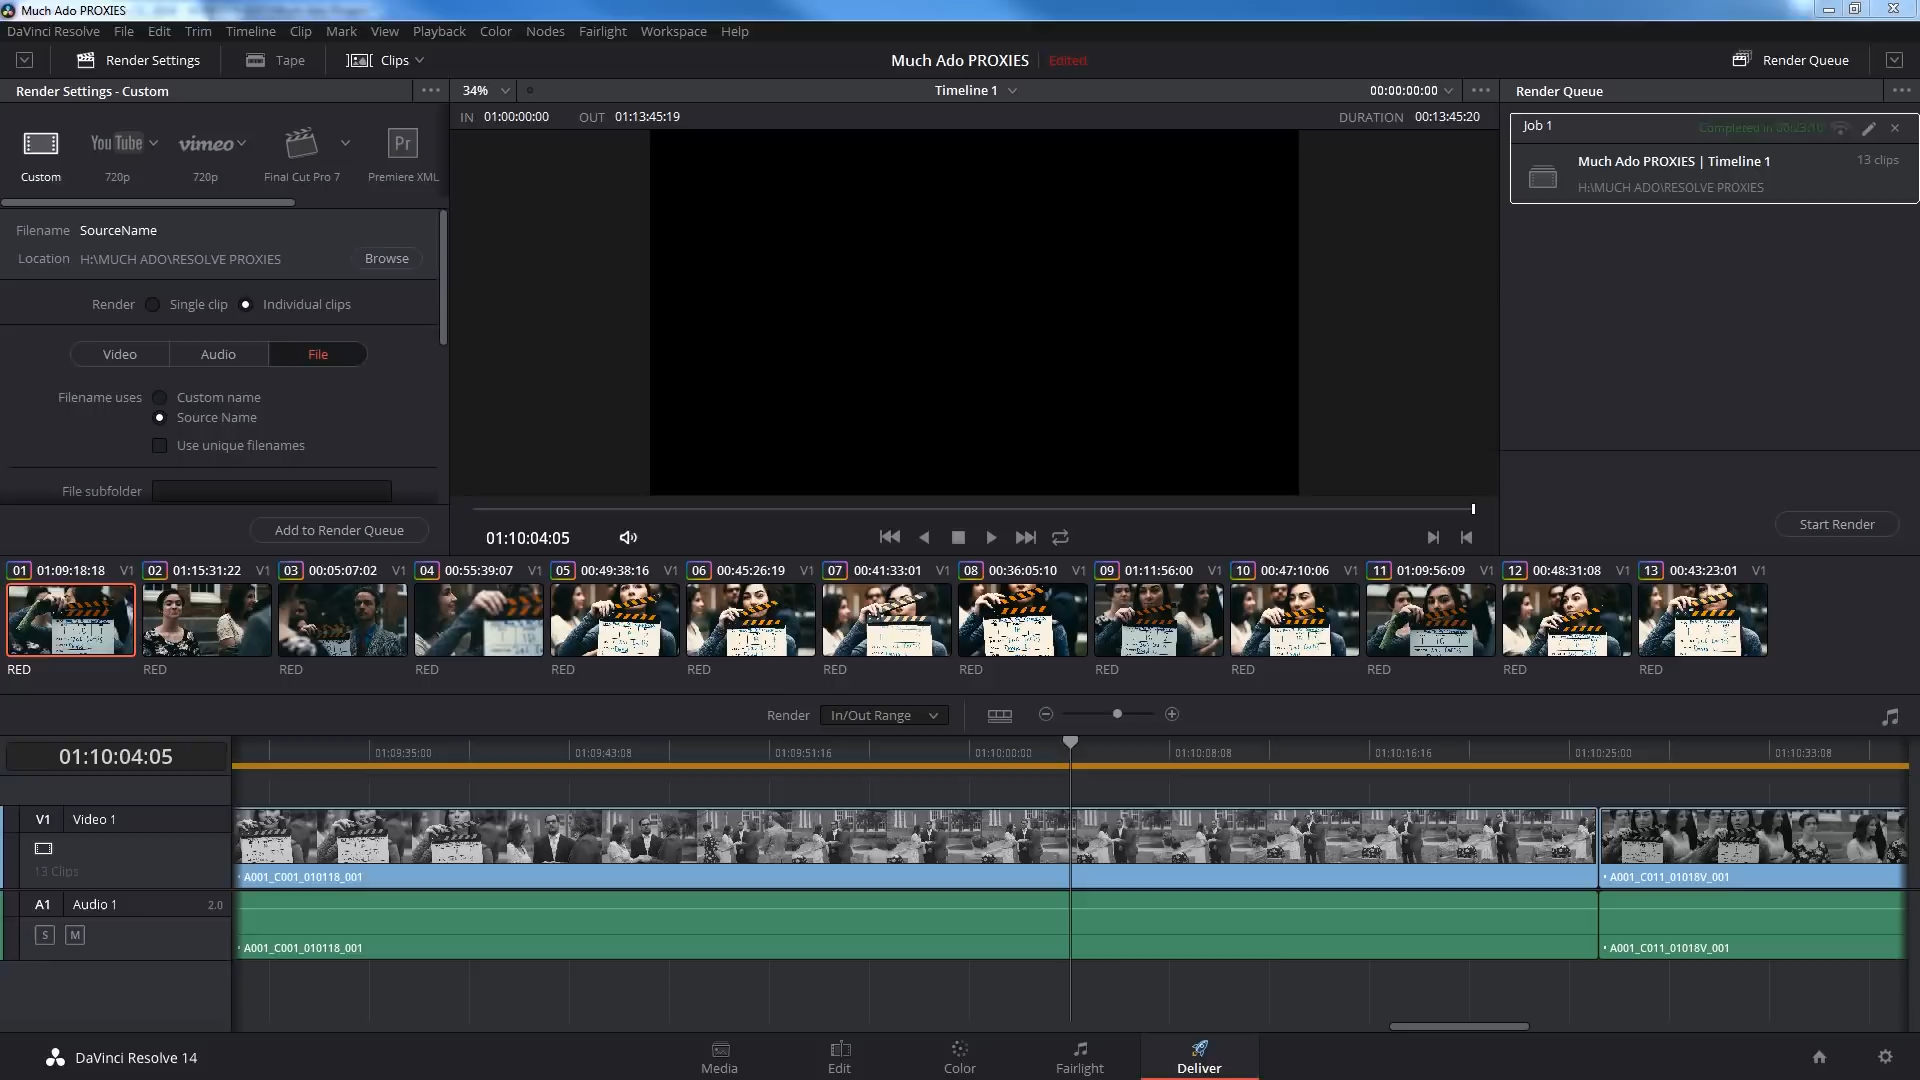 Much Ado PROXIES
DaVinci Resolve File Edit Trim Timeline Clip Mark View Playback Color Nodes Fairlight Workspace Help
Render Settings Tape Clips Much Ado PROXIES Edited Render Queue
Render Settings - Custom 34% Timeline 1 00:00:00:00 Render Queue
IN 01:00:00:00 OUT 01:13:45:19 DURATION 00:13:45:20
Job 1 Completed in 00:23:10
Much Ado PROXIES | Timeline 1 13 clips
H:\MUCH ADO\RESOLVE PROXIES
YouTube vimeo Pr
Custom 720p 720p Final Cut Pro 7 Premiere XML
Filename SourceName
Location H:\MUCH ADO\RESOLVE PROXIES Browse
Render Single clip Individual clips
Video Audio File
Filename uses Custom name
Source Name
Use unique filenames
File subfolder
Add to Render Queue
01:10:04:05
Start Render
01 01:09:18:18 V1 02 01:15:31:22 V1 03 00:05:07:02 V1 04 00:55:39:07 V1 05 00:49:38:16 V1 06 00:45:26:19 V1 07 00:41:33:01 V1 08 00:36:05:10 V1 09 01:11:56:00 V1 10 00:47:10:06 V1 11 01:09:56:09 V1 12 00:48:31:08 V1 13 00:43:23:01 V1
RED RED RED RED RED RED RED RED RED RED RED RED RED
Render In/Out Range
01:10:04:05
01:09:35:00 01:09:43:08 01:09:51:16 01:10:00:00 01:10:08:08 01:10:16:16 01:10:25:00 01:10:33:08
V1 Video 1
13 Clips
A001_C001_010118_001 A001_C011_01018V_001
A1 Audio 1 2.0
S M
A001_C001_010118_001 A001_C011_01018V_001
DaVinci Resolve 14
Media Edit Color Fairlight Deliver